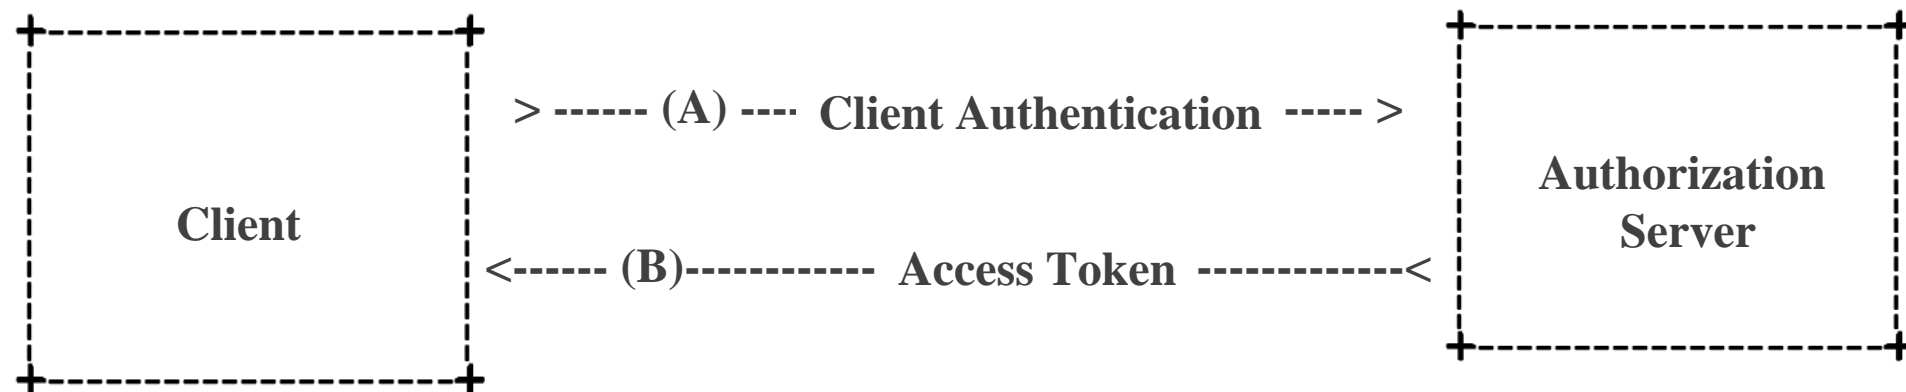 > ------ (A) ---- Client Authentication ----- >
Client
Authorization
Server
<------ (B)------------ Access Token -------------<